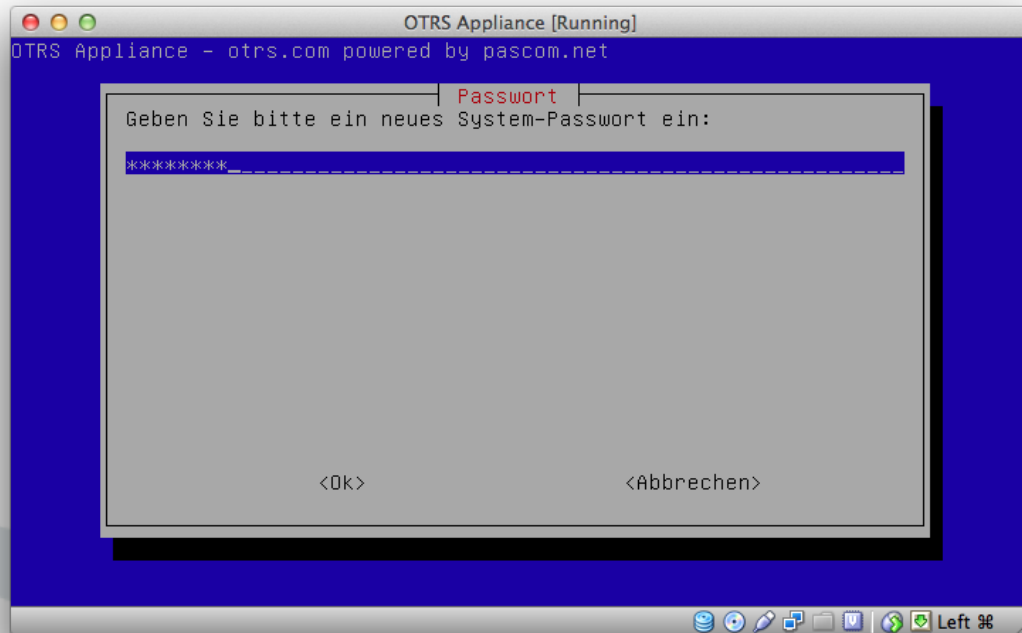 OTRS Appliance [Running]
OTRS Appliance - otrs.com powered by pascom.net
Passwort
Geben Sie bitte ein neues System-Passwort ein:
********
<Ok> <Abbrechen>
Left ⌘